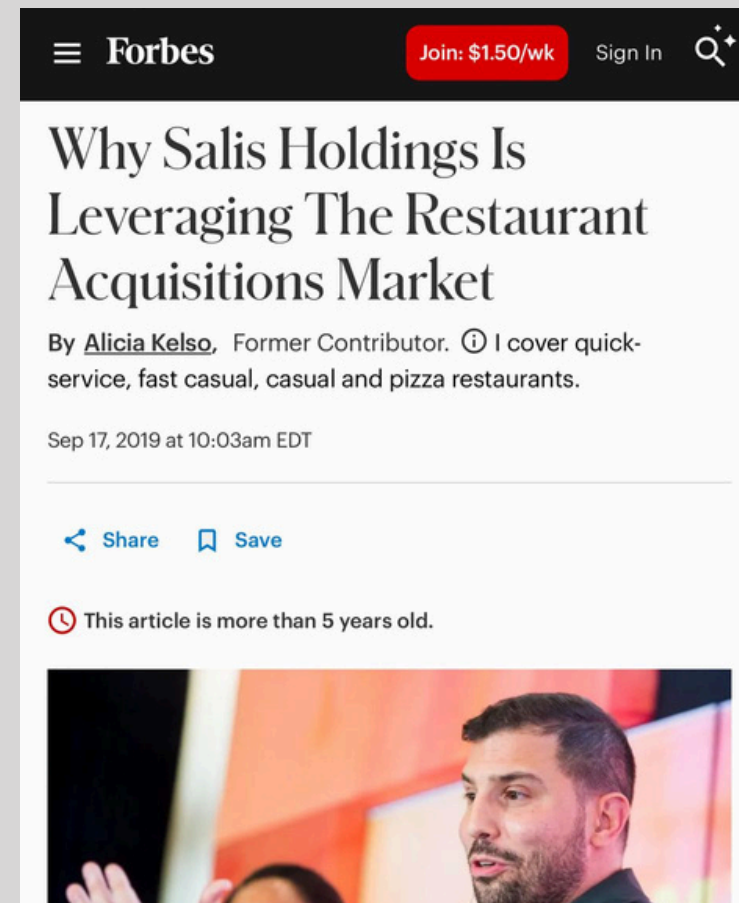 Forbes
Join: $1.50/wk
Sign In
Why Salis Holdings Is
Leveraging The Restaurant
Acquisitions Market
By Alicia Kelso, Former Contributor. ⓘ I cover quick-
service, fast casual, casual and pizza restaurants.
Sep 17, 2019 at 10:03am EDT
Share
Save
This article is more than 5 years old.